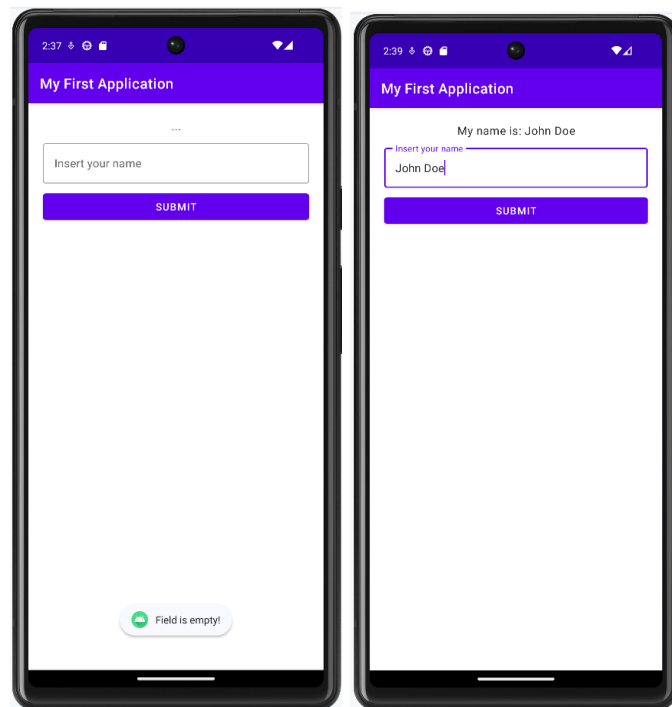 2:37
My First Application
...
Insert your name
SUBMIT
Field is empty!
2:39
My First Application
My name is: John Doe
Insert your name
John Doe
SUBMIT